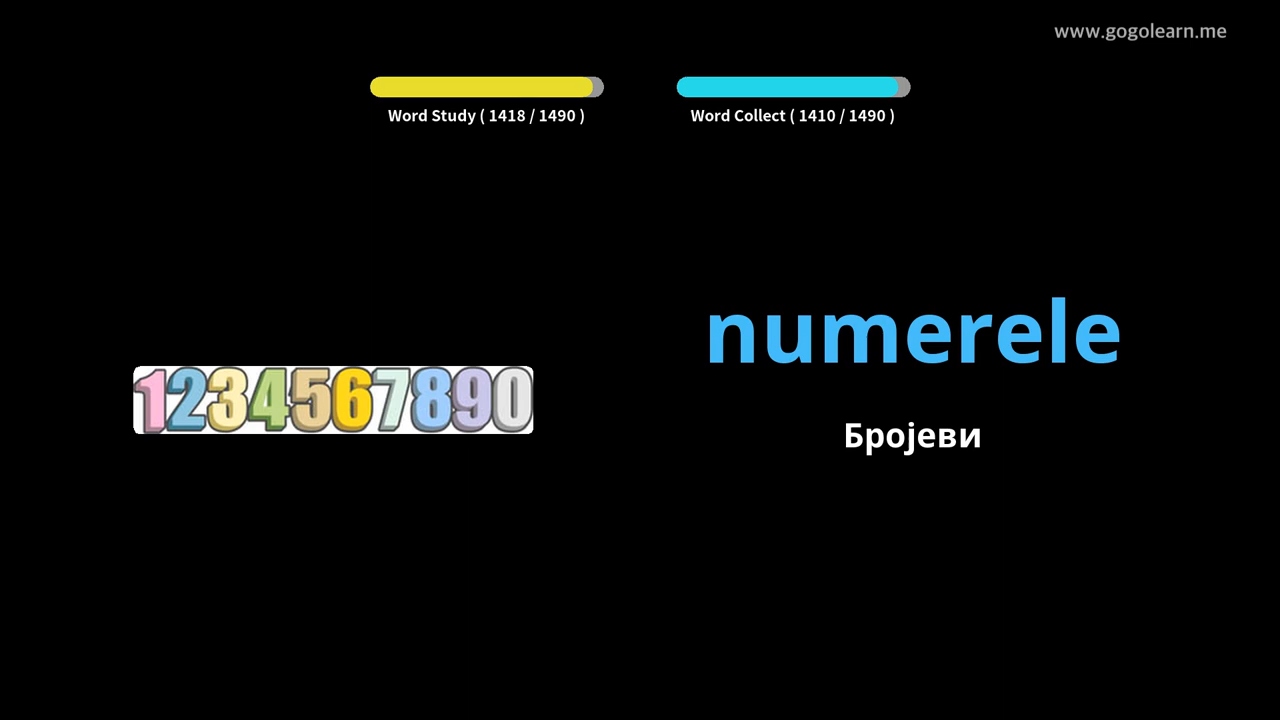 www.gogolearn.me
Word Study ( 1418 / 1490 )
Word Collect ( 1410 / 1490 )
numerele
1234567890
Бројеви